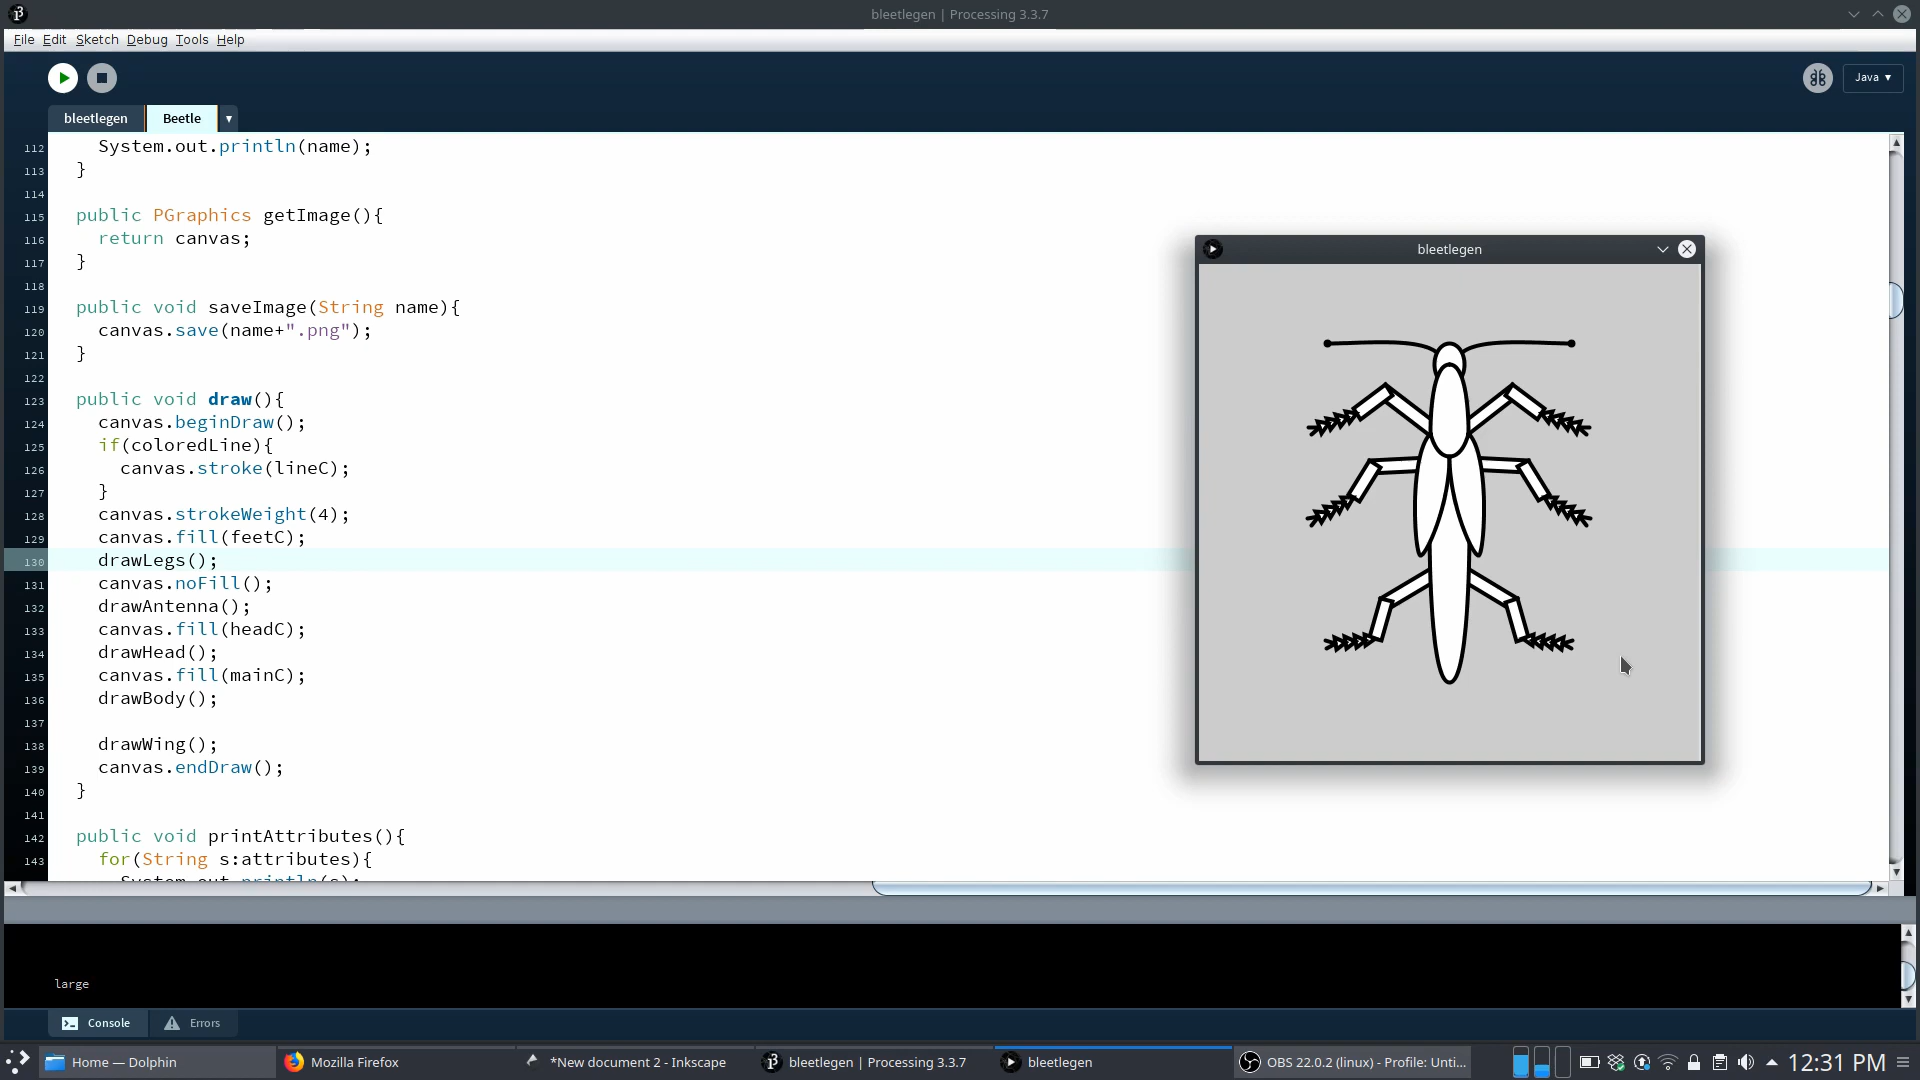 bleetlegen | Processing 3.3.7
File Edit Sketch Debug Tools Help
Java
bleetlegen Beetle
112 System.out.println(name);
113 }
114
115 public PGraphics getImage(){
116 return canvas;
117 }
118
119 public void saveImage(String name){
120 canvas.save(name+".png");
121 }
122
123 public void draw(){
124 canvas.beginDraw();
125 if(coloredLine){
126 canvas.stroke(lineC);
127 }
128 canvas.strokeWeight(4);
129 canvas.fill(feetC);
130 drawLegs();
131 canvas.noFill();
132 drawAntenna();
133 canvas.fill(headC);
134 drawHead();
135 canvas.fill(mainC);
136 drawBody();
137
138 drawWing();
139 canvas.endDraw();
140 }
141
142 public void printAttributes(){
143 for(String s:attributes){
System.out.println(s);
bleetlegen
large
Console Errors
Home — Dolphin Mozilla Firefox *New document 2 - Inkscape bleetlegen | Processing 3.3.7 bleetlegen OBS 22.0.2 (linux) - Profile: Unti... 12:31 PM